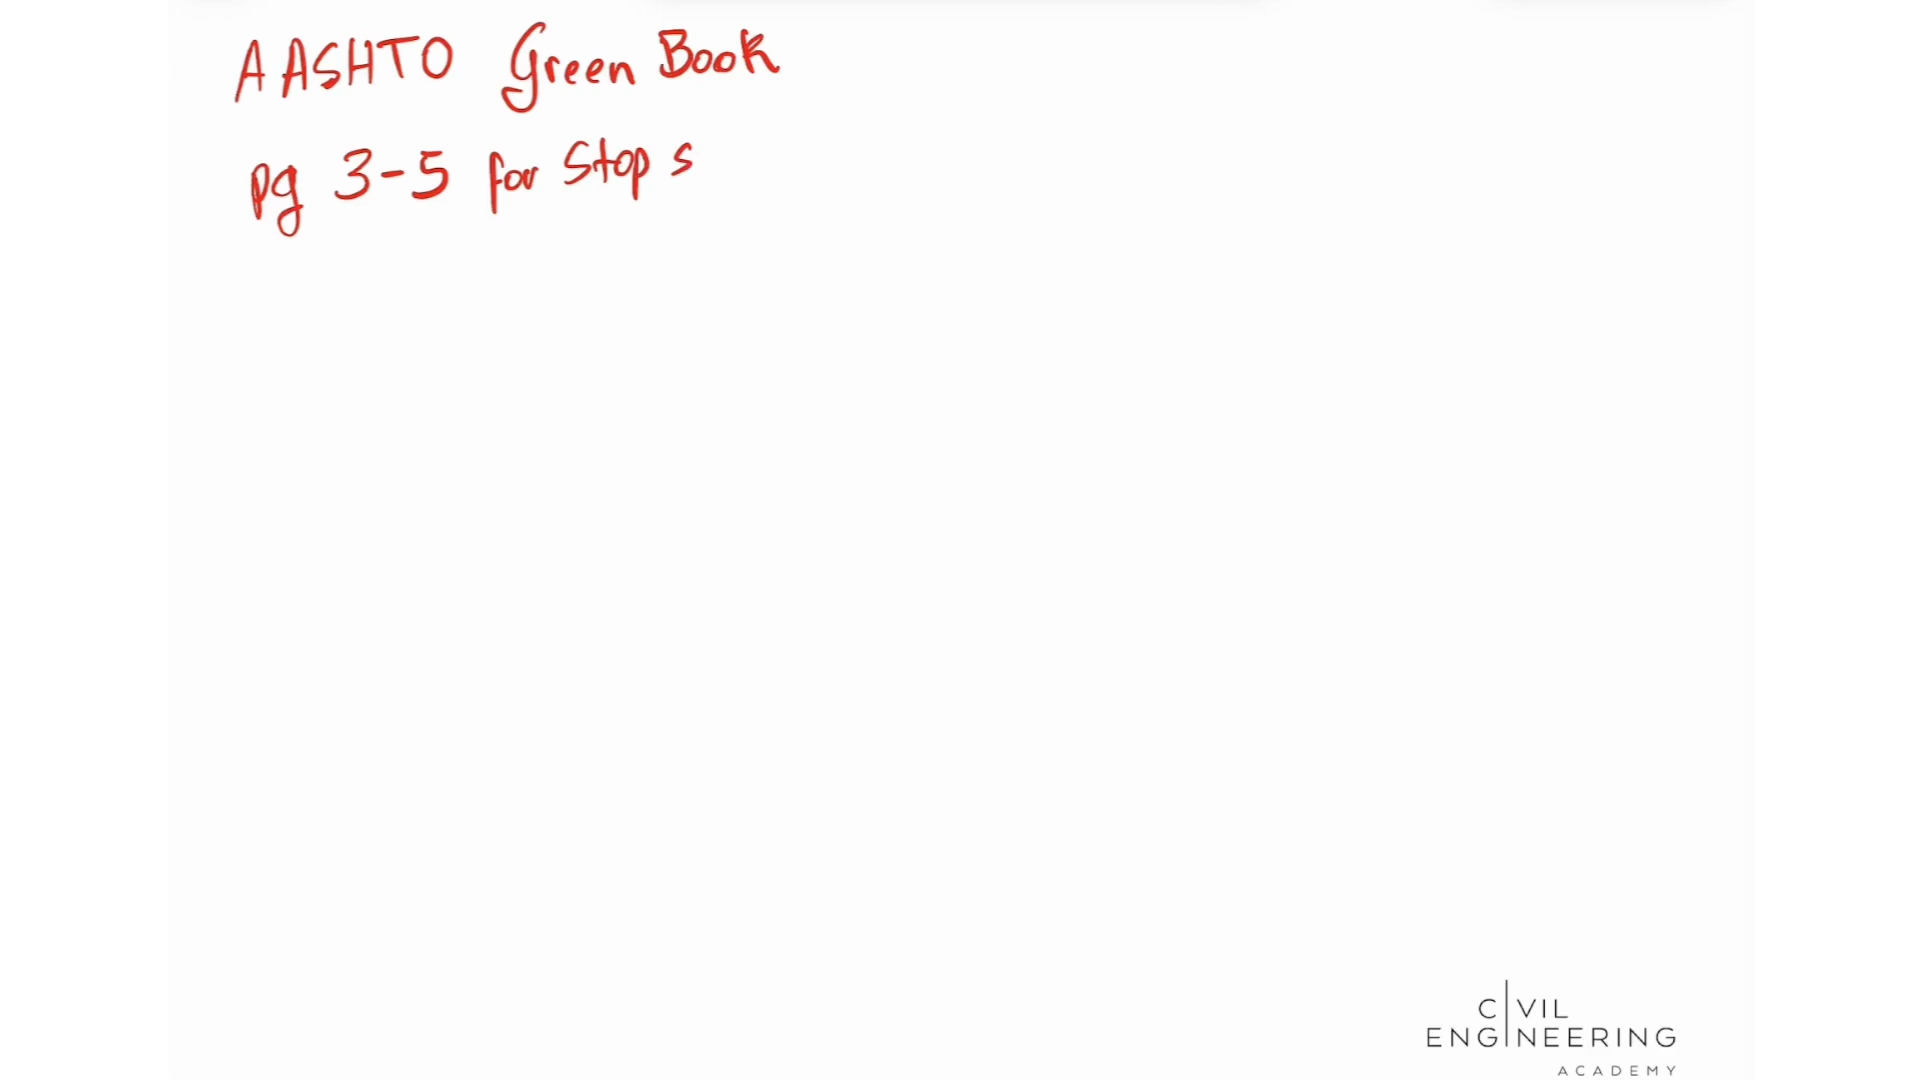 AASHTO Green Book
pg 3-5 for Stop s
CIVIL
ENGINEERING
ACADEMY